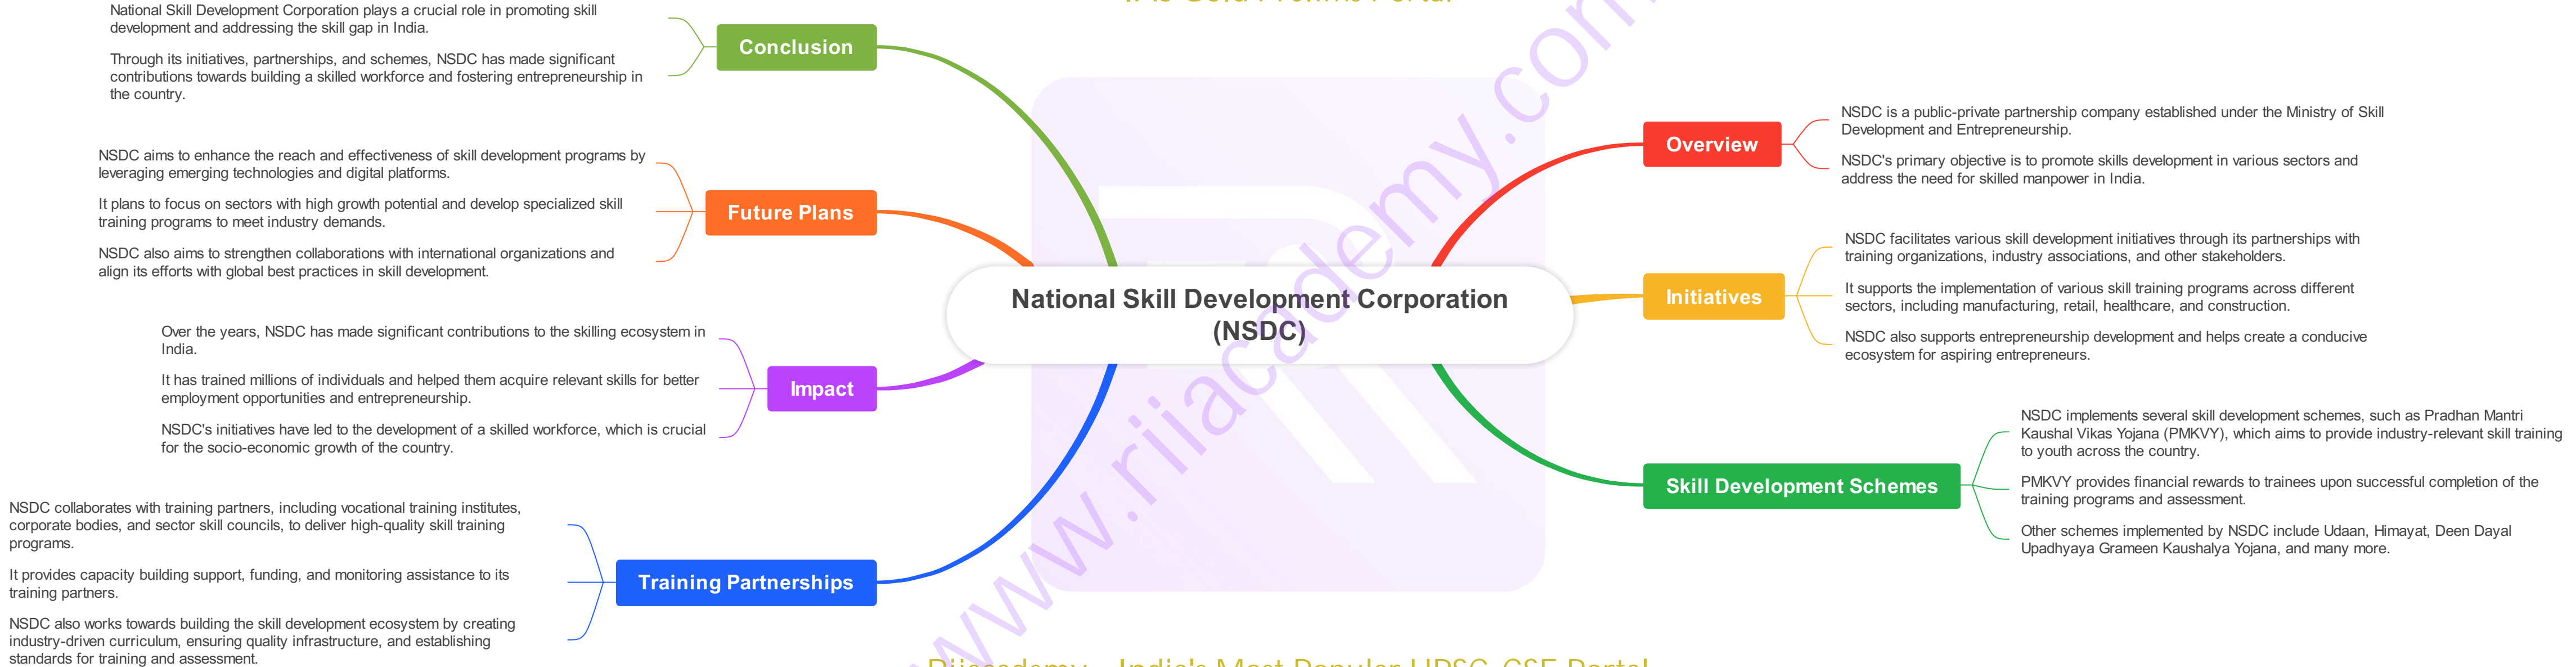 National Skill Development Corporation
(NSDC)
Overview
NSDC is a public-private partnership company established under the Ministry of Skill
Development and Entrepreneurship.
NSDC's primary objective is to promote skills development in various sectors and
address the need for skilled manpower in India.
Initiatives
NSDC facilitates various skill development initiatives through its partnerships with
training organizations, industry associations, and other stakeholders.
It supports the implementation of various skill training programs across different
sectors, including manufacturing, retail, healthcare, and construction.
NSDC also supports entrepreneurship development and helps create a conducive
ecosystem for aspiring entrepreneurs.
Skill Development Schemes
NSDC implements several skill development schemes, such as Pradhan Mantri
Kaushal Vikas Yojana (PMKVY), which aims to provide industry-relevant skill training
to youth across the country.
PMKVY provides financial rewards to trainees upon successful completion of the
training programs and assessment.
Other schemes implemented by NSDC include Udaan, Himayat, Deen Dayal
Upadhyaya Grameen Kaushalya Yojana, and many more.
Training Partnerships
NSDC collaborates with training partners, including vocational training institutes,
corporate bodies, and sector skill councils, to deliver high-quality skill training
programs.
It provides capacity building support, funding, and monitoring assistance to its
training partners.
NSDC also works towards building the skill development ecosystem by creating
industry-driven curriculum, ensuring quality infrastructure, and establishing
standards for training and assessment.
Impact
Over the years, NSDC has made significant contributions to the skilling ecosystem in
India.
It has trained millions of individuals and helped them acquire relevant skills for better
employment opportunities and entrepreneurship.
NSDC's initiatives have led to the development of a skilled workforce, which is crucial
for the socio-economic growth of the country.
Future Plans
NSDC aims to enhance the reach and effectiveness of skill development programs by
leveraging emerging technologies and digital platforms.
It plans to focus on sectors with high growth potential and develop specialized skill
training programs to meet industry demands.
NSDC also aims to strengthen collaborations with international organizations and
align its efforts with global best practices in skill development.
Conclusion
National Skill Development Corporation plays a crucial role in promoting skill
development and addressing the skill gap in India.
Through its initiatives, partnerships, and schemes, NSDC has made significant
contributions towards building a skilled workforce and fostering entrepreneurship in
the country.
www.riiacademy.com
India's Most Popular UPSC-CSE Portal